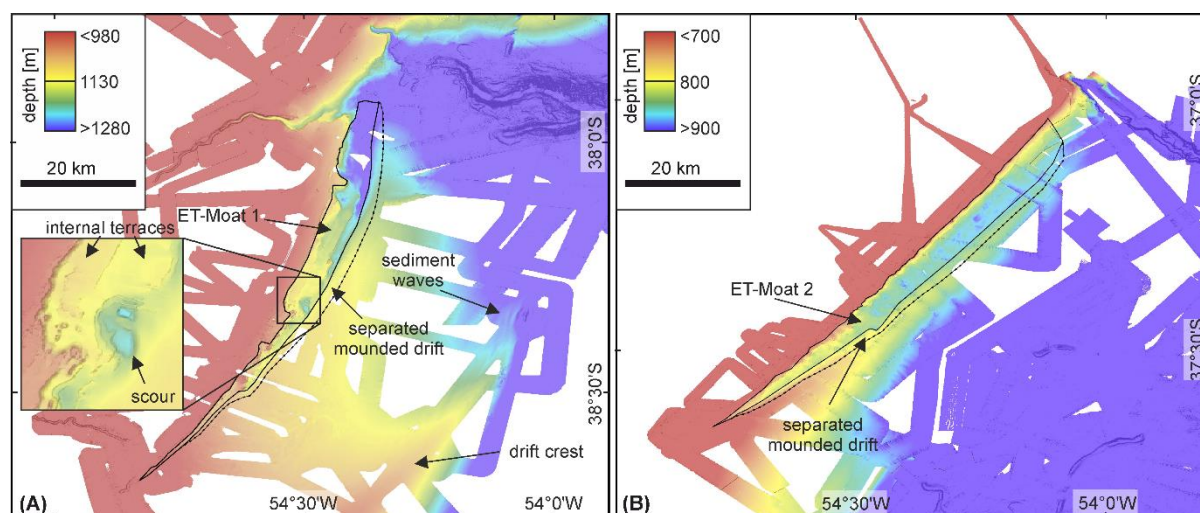 depth [m]
<980
1130
>1280
20 km
38°0'S
ET-Moat 1
internal terraces
scour
sediment
waves
separated
mounded drift
38°30'S
drift crest
(A)
54°30'W
54°0'W
depth [m]
<700
800
>900
20 km
37°0'S
ET-Moat 2
37°30'S
separated
mounded drift
(B)
54°30'W
54°0'W